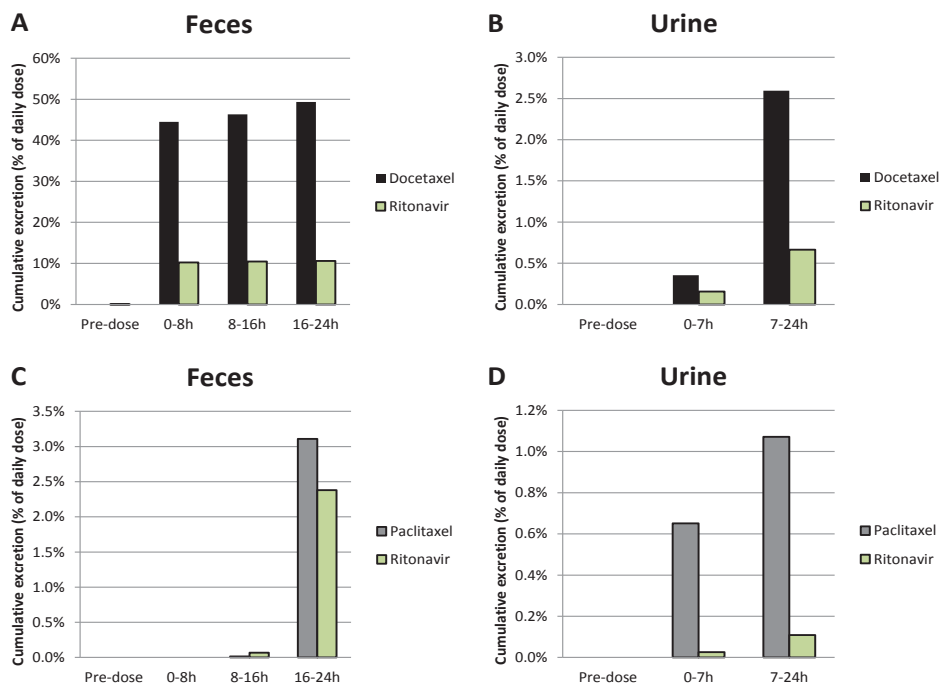 A
Feces
Cumulative excretion (% of daily dose)
60%
50%
40%
30%
20%
10%
0%
Pre-dose 0-8h 8-16h 16-24h
Docetaxel
Ritonavir
B
Urine
Cumulative excretion (% of daily dose)
3.0%
2.5%
2.0%
1.5%
1.0%
0.5%
0.0%
Pre-dose 0-7h 7-24h
Docetaxel
Ritonavir
C
Feces
Cumulative excretion (% of daily dose)
3.5%
3.0%
2.5%
2.0%
1.5%
1.0%
0.5%
0.0%
Pre-dose 0-8h 8-16h 16-24h
Paclitaxel
Ritonavir
D
Urine
Cumulative excretion (% of daily dose)
1.2%
1.0%
0.8%
0.6%
0.4%
0.2%
0.0%
Pre-dose 0-7h 7-24h
Paclitaxel
Ritonavir